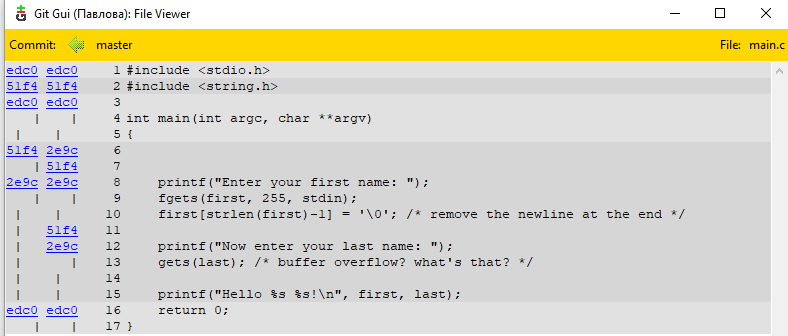 Git Gui (Павлова): File Viewer
Commit: master File: main.c
edc0 edc0 1 #include <stdio.h>
51f4 51f4 2 #include <string.h>
edc0 edc0 3
| | 4 int main(int argc, char **argv)
| | 5 {
51f4 2e9c 6
| 51f4 7
2e9c 2e9c 8 printf("Enter your first name: ");
| | 9 fgets(first, 255, stdin);
| | 10 first[strlen(first)-1] = '\0'; /* remove the newline at the end */
| 51f4 11
| 2e9c 12 printf("Now enter your last name: ");
| | 13 gets(last); /* buffer overflow? what's that? */
| | 14
| | 15 printf("Hello %s %s!\n", first, last);
edc0 edc0 16 return 0;
| | 17 }